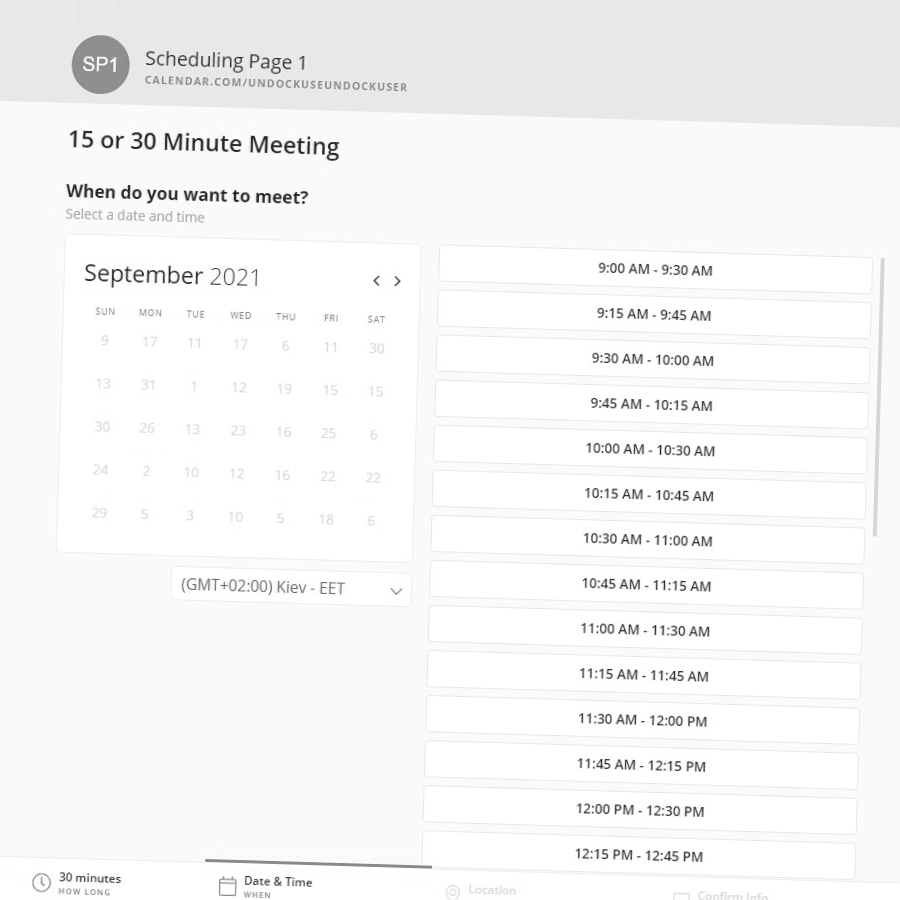 SP1
Scheduling Page 1
CALENDAR.COM/UNDOCKUSEUNDOCKUSER
15 or 30 Minute Meeting
When do you want to meet?
Select a date and time
September 2021
SUN MON TUE WED THU FRI SAT
9 17 11 17 6 11 30
13 31 1 12 19 15 15
30 26 13 23 16 25 6
24 2 10 12 16 22 22
29 5 3 10 5 18 6
(GMT+02:00) Kiev - EET
9:00 AM - 9:30 AM
9:15 AM - 9:45 AM
9:30 AM - 10:00 AM
9:45 AM - 10:15 AM
10:00 AM - 10:30 AM
10:15 AM - 10:45 AM
10:30 AM - 11:00 AM
10:45 AM - 11:15 AM
11:00 AM - 11:30 AM
11:15 AM - 11:45 AM
11:30 AM - 12:00 PM
11:45 AM - 12:15 PM
12:00 PM - 12:30 PM
12:15 PM - 12:45 PM
30 minutes
HOW LONG
Date & Time
WHEN
Location
Confirm Info